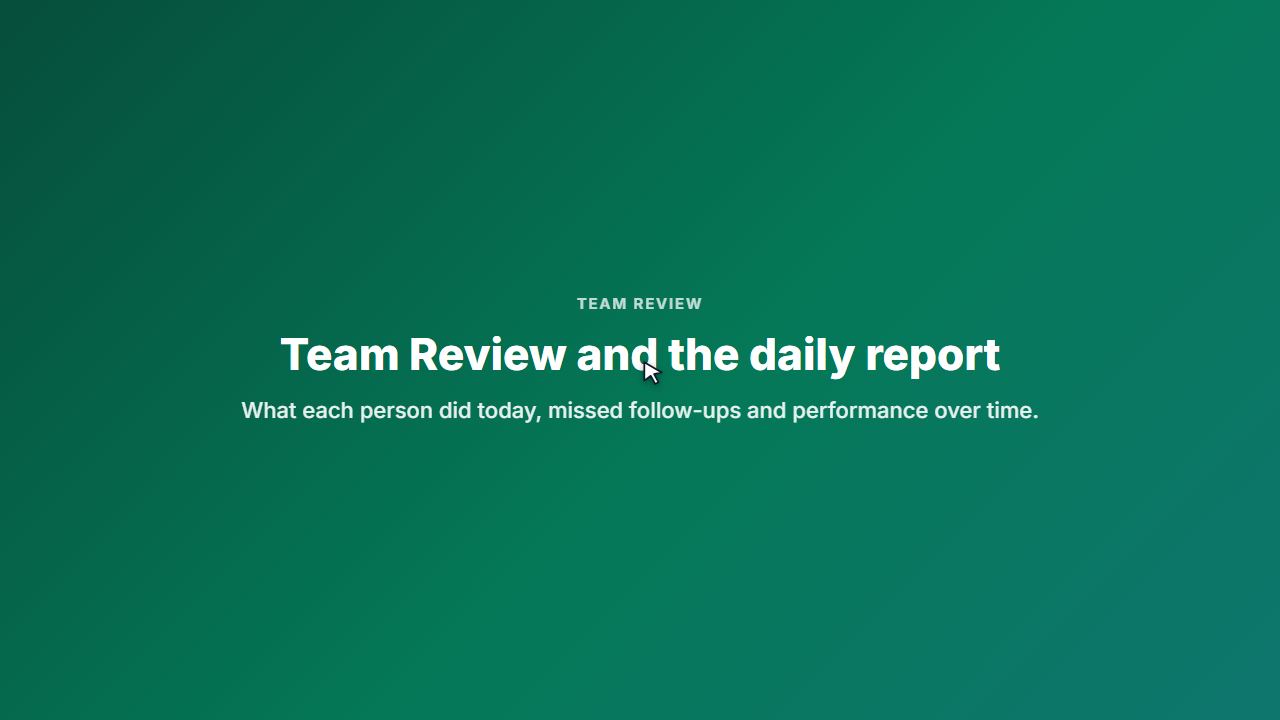 TEAM REVIEW
Team Review and the daily report
What each person did today, missed follow-ups and performance over time.